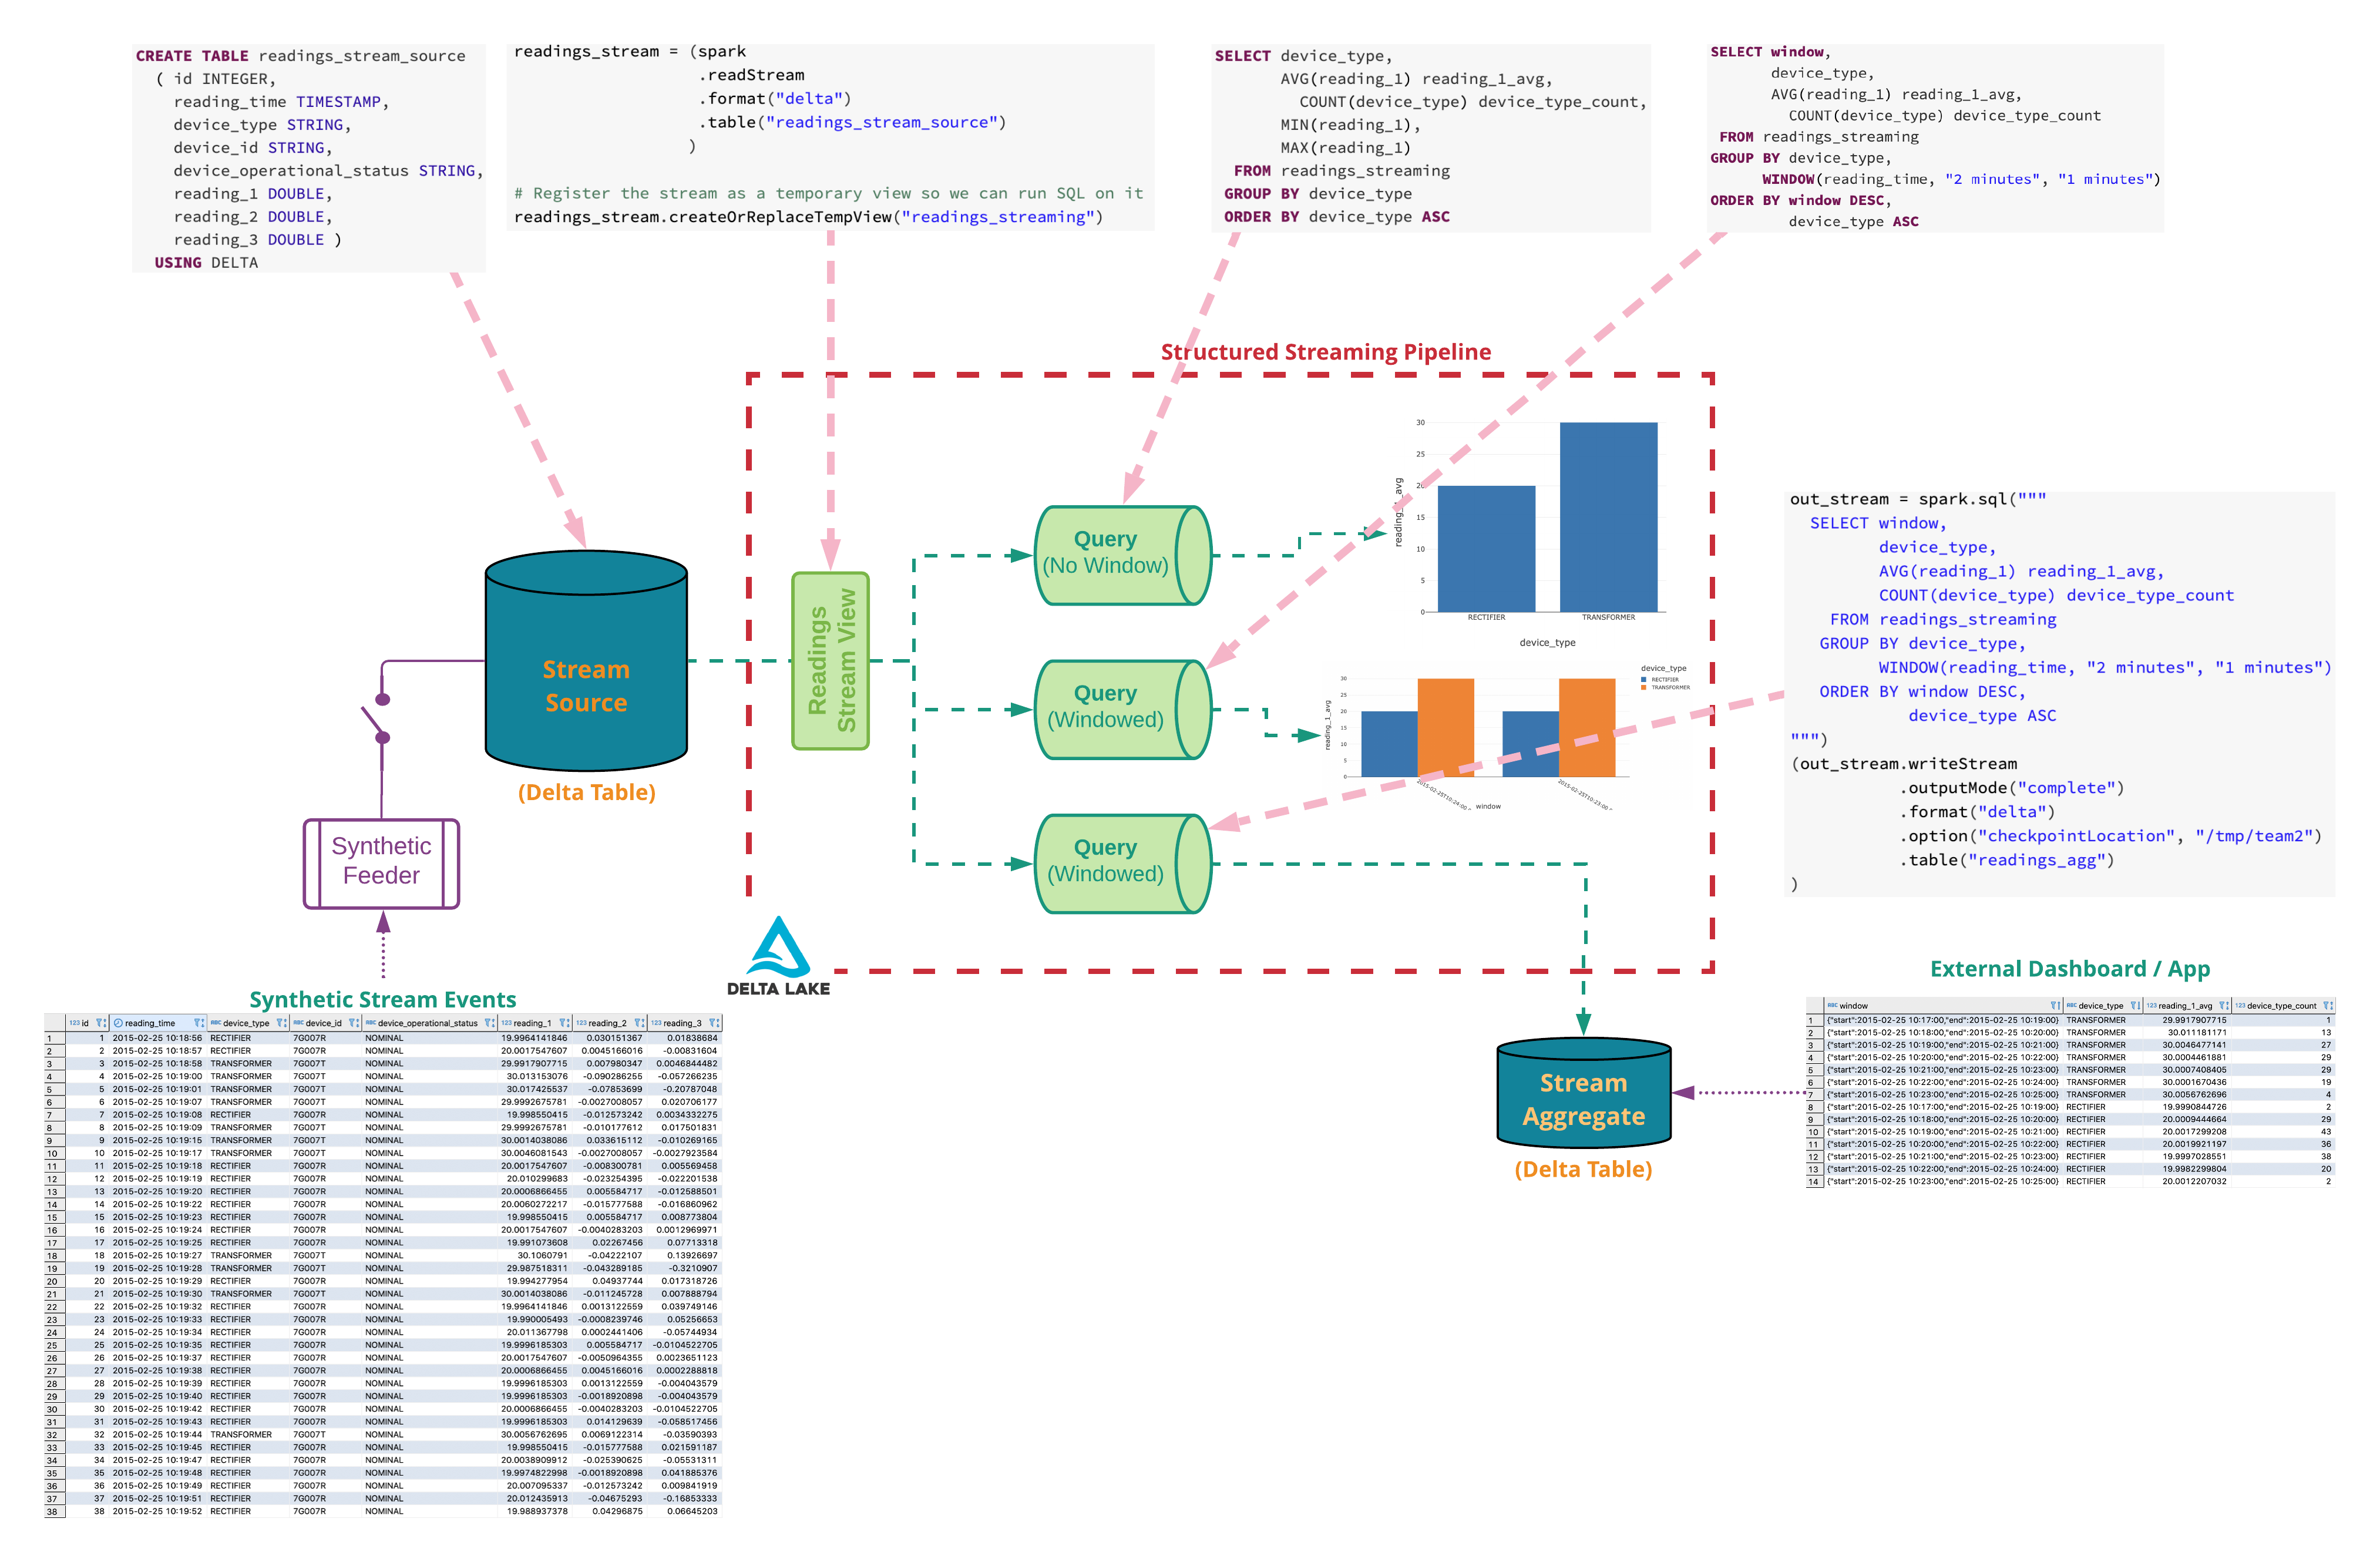 CREATE TABLE readings_stream_source
( id INTEGER,
reading_time TIMESTAMP,
device_type STRING,
device_id STRING,
device_operational_status STRING,
reading_1 DOUBLE,
reading_2 DOUBLE,
reading_3 DOUBLE )
USING DELTA
readings_stream = (spark
.readStream
.format("delta")
.table("readings_stream_source")
)
# Register the stream as a temporary view so we can run SQL on it
readings_stream.createOrReplaceTempView("readings_streaming")
SELECT device_type,
AVG(reading_1) reading_1_avg,
COUNT(device_type) device_type_count,
MIN(reading_1),
MAX(reading_1)
FROM readings_streaming
GROUP BY device_type
ORDER BY device_type ASC
SELECT window,
device_type,
AVG(reading_1) reading_1_avg,
COUNT(device_type) device_type_count
FROM readings_streaming
GROUP BY device_type,
WINDOW(reading_time, "2 minutes", "1 minutes")
ORDER BY window DESC,
device_type ASC
Structured Streaming Pipeline
30
25
20
15
10
5
0
reading_1_avg
RECTIFIER TRANSFORMER
device_type
Query
(No Window)
Readings
Stream View
Stream
Source
(Delta Table)
Query
(Windowed)
device_type
RECTIFIER
TRANSFORMER
30
25
20
15
10
5
0
reading_1_avg
window
Query
(Windowed)
out_stream = spark.sql("""
SELECT window,
device_type,
AVG(reading_1) reading_1_avg,
COUNT(device_type) device_type_count
FROM readings_streaming
GROUP BY device_type,
WINDOW(reading_time, "2 minutes", "1 minutes")
ORDER BY window DESC,
device_type ASC
""")
(out_stream.writeStream
.outputMode("complete")
.format("delta")
.option("checkpointLocation", "/tmp/team2")
.table("readings_agg")
)
Synthetic
Feeder
DELTA LAKE
Synthetic Stream Events
123 id reading_time ABC device_type ABC device_id ABC device_operational_status 123 reading_1 123 reading_2 123 reading_3
1 1 2015-02-25 10:18:56 RECTIFIER 7G007R NOMINAL 19.9964141846 0.030151367 0.01838684
2 2 2015-02-25 10:18:57 RECTIFIER 7G007R NOMINAL 20.0017547607 0.0045166016 -0.00831604
3 3 2015-02-25 10:18:58 TRANSFORMER 7G007T NOMINAL 29.9917907715 0.007980347 0.0046844482
4 4 2015-02-25 10:19:00 TRANSFORMER 7G007T NOMINAL 30.013153076 -0.090286255 -0.057266235
5 5 2015-02-25 10:19:01 TRANSFORMER 7G007T NOMINAL 30.017425537 -0.07853699 -0.20787048
6 6 2015-02-25 10:19:07 TRANSFORMER 7G007T NOMINAL 29.9992675781 -0.0027008057 0.020706177
7 7 2015-02-25 10:19:08 RECTIFIER 7G007R NOMINAL 19.998550415 -0.012573242 0.0034332275
8 8 2015-02-25 10:19:09 TRANSFORMER 7G007T NOMINAL 29.9992675781 -0.010177612 0.017501831
9 9 2015-02-25 10:19:15 TRANSFORMER 7G007T NOMINAL 30.0014038086 0.033615112 -0.010269165
10 10 2015-02-25 10:19:17 TRANSFORMER 7G007T NOMINAL 30.0046081543 -0.0027008057 -0.0027923584
11 11 2015-02-25 10:19:18 RECTIFIER 7G007R NOMINAL 20.0017547607 -0.008300781 0.005569458
12 12 2015-02-25 10:19:19 RECTIFIER 7G007R NOMINAL 20.010299683 -0.023254395 -0.022201538
13 13 2015-02-25 10:19:20 RECTIFIER 7G007R NOMINAL 20.0006866455 0.005584717 -0.012588501
14 14 2015-02-25 10:19:22 RECTIFIER 7G007R NOMINAL 20.0060272217 -0.015777588 -0.016860962
15 15 2015-02-25 10:19:23 RECTIFIER 7G007R NOMINAL 19.998550415 0.005584717 0.008773804
16 16 2015-02-25 10:19:24 RECTIFIER 7G007R NOMINAL 20.0017547607 -0.0040283203 0.0012969971
17 17 2015-02-25 10:19:25 RECTIFIER 7G007R NOMINAL 19.991073608 0.02267456 0.07713318
18 18 2015-02-25 10:19:27 TRANSFORMER 7G007T NOMINAL 30.1060791 -0.04222107 0.13926697
19 19 2015-02-25 10:19:28 TRANSFORMER 7G007T NOMINAL 29.987518311 -0.043289185 -0.3210907
20 20 2015-02-25 10:19:29 RECTIFIER 7G007R NOMINAL 19.994277954 0.04937744 0.017318726
21 21 2015-02-25 10:19:30 TRANSFORMER 7G007T NOMINAL 30.0014038086 -0.011245728 0.007888794
22 22 2015-02-25 10:19:32 RECTIFIER 7G007R NOMINAL 19.9964141846 0.0013122559 0.039749146
23 23 2015-02-25 10:19:33 RECTIFIER 7G007R NOMINAL 19.990005493 -0.0008239746 0.05256653
24 24 2015-02-25 10:19:34 RECTIFIER 7G007R NOMINAL 20.011367798 0.0002441406 -0.05744934
25 25 2015-02-25 10:19:35 RECTIFIER 7G007R NOMINAL 19.9996185303 0.005584717 -0.0104522705
26 26 2015-02-25 10:19:37 RECTIFIER 7G007R NOMINAL 20.0017547607 -0.0050964355 0.0023651123
27 27 2015-02-25 10:19:38 RECTIFIER 7G007R NOMINAL 20.0006866455 0.0045166016 0.0002288818
28 28 2015-02-25 10:19:39 RECTIFIER 7G007R NOMINAL 19.9996185303 0.0013122559 -0.004043579
29 29 2015-02-25 10:19:40 RECTIFIER 7G007R NOMINAL 19.9996185303 -0.0018920898 -0.004043579
30 30 2015-02-25 10:19:42 RECTIFIER 7G007R NOMINAL 20.0006866455 -0.0040283203 -0.0104522705
31 31 2015-02-25 10:19:43 RECTIFIER 7G007R NOMINAL 19.9996185303 0.014129639 -0.058517456
32 32 2015-02-25 10:19:44 TRANSFORMER 7G007T NOMINAL 30.0056762695 0.0069122314 -0.03590393
33 33 2015-02-25 10:19:45 RECTIFIER 7G007R NOMINAL 19.998550415 -0.015777588 0.021591187
34 34 2015-02-25 10:19:47 RECTIFIER 7G007R NOMINAL 20.0038909912 -0.025390625 -0.05531311
35 35 2015-02-25 10:19:48 RECTIFIER 7G007R NOMINAL 19.9974822998 -0.0018920898 0.041885376
36 36 2015-02-25 10:19:49 RECTIFIER 7G007R NOMINAL 20.007095337 -0.012573242 0.009841919
37 37 2015-02-25 10:19:51 RECTIFIER 7G007R NOMINAL 20.012435913 -0.04675293 -0.16853333
38 38 2015-02-25 10:19:52 RECTIFIER 7G007R NOMINAL 19.988937378 0.04296875 0.06645203
Stream
Aggregate
(Delta Table)
External Dashboard / App
ABC window ABC device_type 123 reading_1_avg 123 device_type_count
1 {"start":2015-02-25 10:17:00,"end":2015-02-25 10:19:00} TRANSFORMER 29.9917907715 1
2 {"start":2015-02-25 10:18:00,"end":2015-02-25 10:20:00} TRANSFORMER 30.011181171 13
3 {"start":2015-02-25 10:19:00,"end":2015-02-25 10:21:00} TRANSFORMER 30.0046477141 27
4 {"start":2015-02-25 10:20:00,"end":2015-02-25 10:22:00} TRANSFORMER 30.0004461881 29
5 {"start":2015-02-25 10:21:00,"end":2015-02-25 10:23:00} TRANSFORMER 30.0007408405 29
6 {"start":2015-02-25 10:22:00,"end":2015-02-25 10:24:00} TRANSFORMER 30.0001670436 19
7 {"start":2015-02-25 10:23:00,"end":2015-02-25 10:25:00} TRANSFORMER 30.0056762696 4
8 {"start":2015-02-25 10:17:00,"end":2015-02-25 10:19:00} RECTIFIER 19.9990844726 2
9 {"start":2015-02-25 10:18:00,"end":2015-02-25 10:20:00} RECTIFIER 20.0009444664 29
10 {"start":2015-02-25 10:19:00,"end":2015-02-25 10:21:00} RECTIFIER 20.0017299208 43
11 {"start":2015-02-25 10:20:00,"end":2015-02-25 10:22:00} RECTIFIER 20.0019921197 36
12 {"start":2015-02-25 10:21:00,"end":2015-02-25 10:23:00} RECTIFIER 19.9997028551 38
13 {"start":2015-02-25 10:22:00,"end":2015-02-25 10:24:00} RECTIFIER 19.9982299804 20
14 {"start":2015-02-25 10:23:00,"end":2015-02-25 10:25:00} RECTIFIER 20.0012207032 2